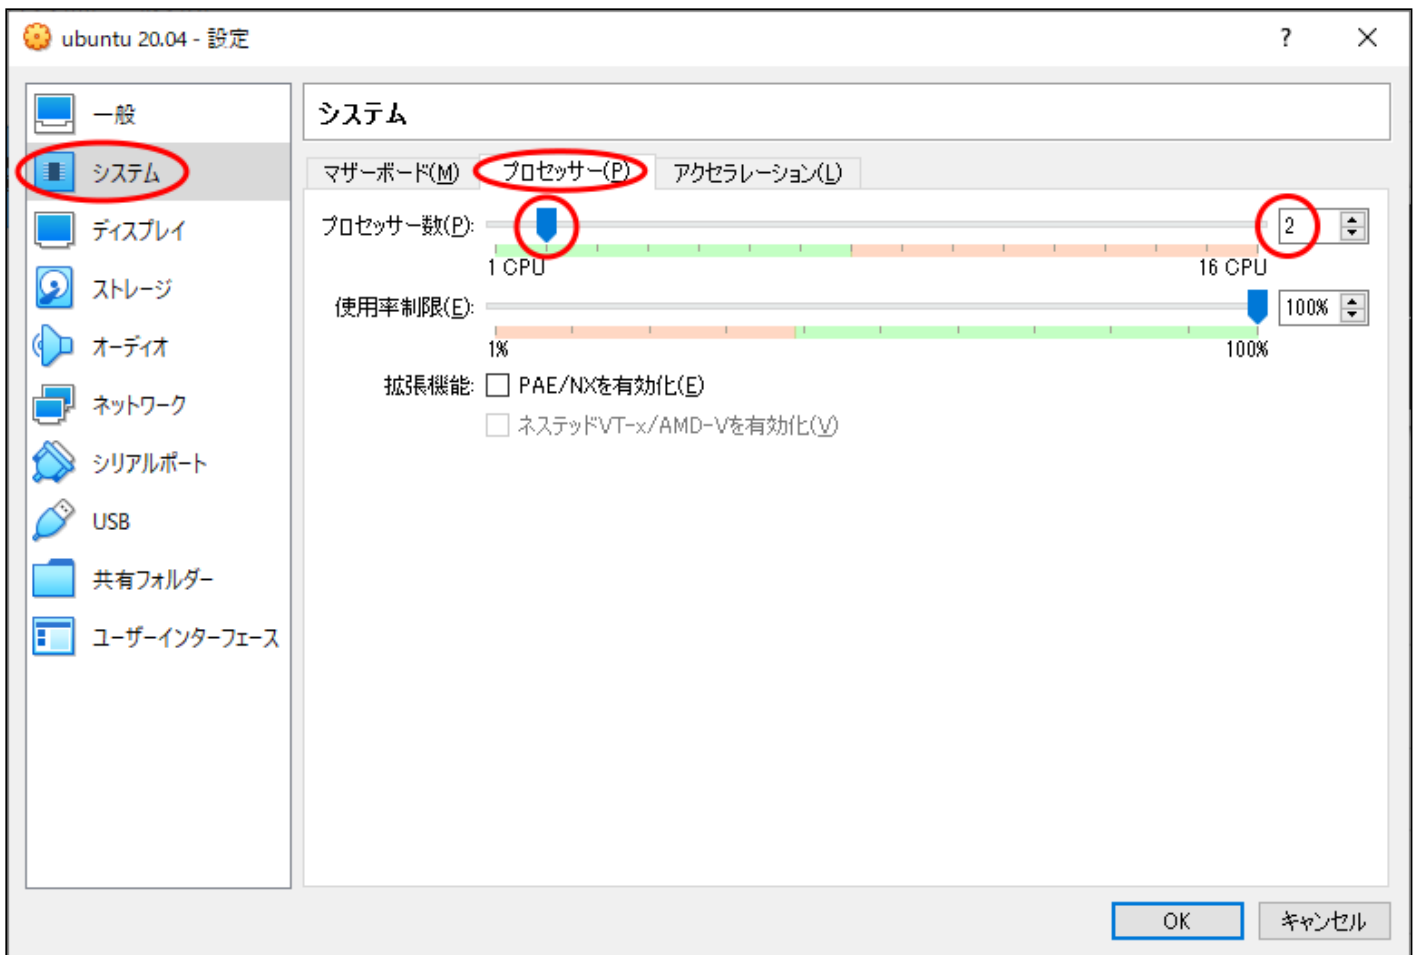 ubuntu 20.04 - 設定
?
一般
システム
ディスプレイ
ストレージ
オーディオ
ネットワーク
シリアルポート
USB
共有フォルダー
ユーザーインターフェース
システム
マザーボード(M) プロセッサー(P) アクセラレーション(L)
プロセッサー数(P): 2
1 CPU 16 CPU
使用率制限(E): 100%
1% 100%
拡張機能: PAE/NXを有効化(E)
ネステッドVT-x/AMD-Vを有効化(V)
OK キャンセル